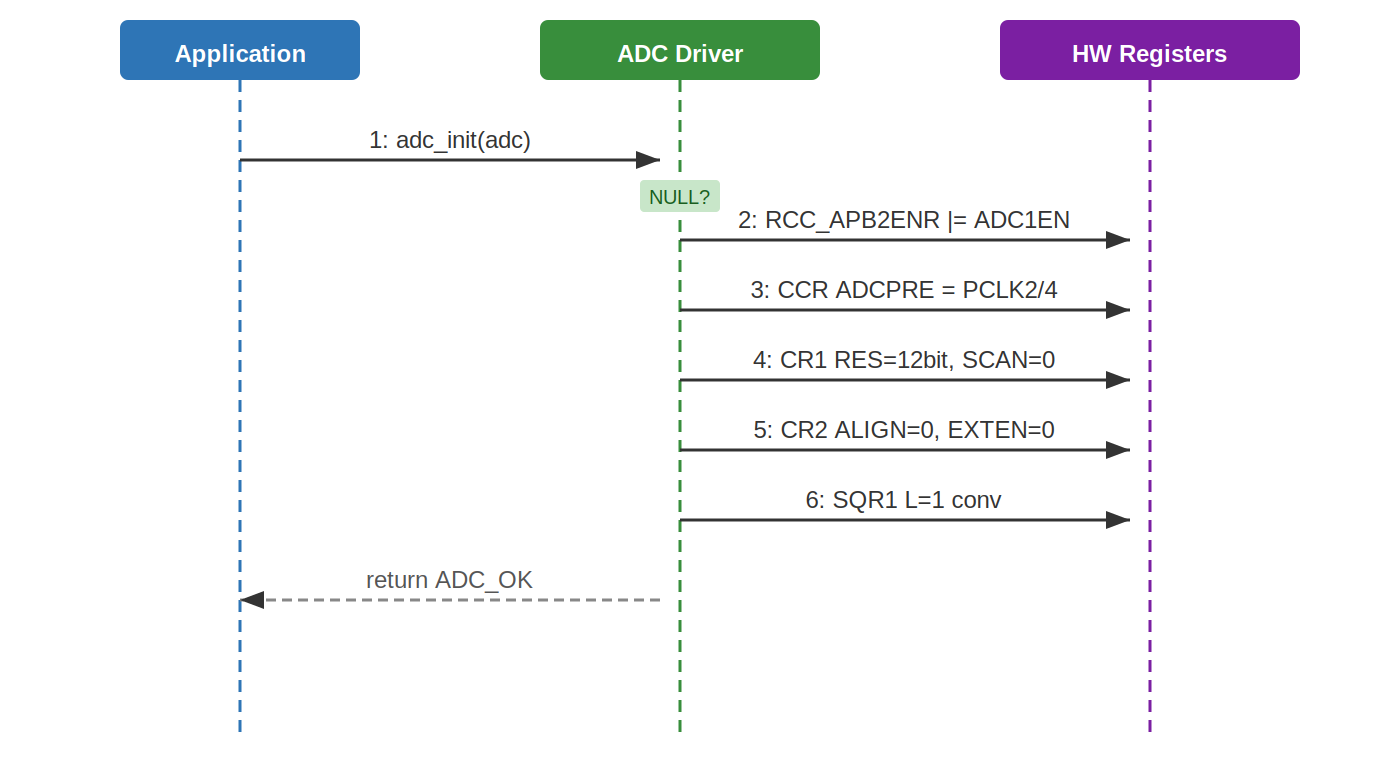 Application
ADC Driver
HW Registers
1: adc_init(adc)
NULL?
2: RCC_APB2ENR |= ADC1EN
3: CCR ADCPRE = PCLK2/4
4: CR1 RES=12bit, SCAN=0
5: CR2 ALIGN=0, EXTEN=0
6: SQR1 L=1 conv
return ADC_OK